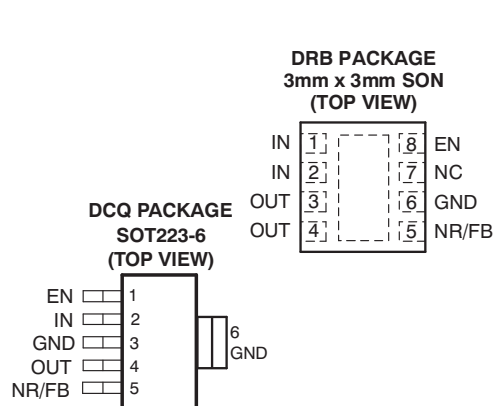 DRB PACKAGE
3mm x 3mm SON
(TOP VIEW)
IN 1 8 EN
IN 2 7 NC
OUT 3 6 GND
OUT 4 5 NR/FB
DCQ PACKAGE
SOT223-6
(TOP VIEW)
EN 1
IN 2
GND 3
OUT 4
NR/FB 5
6
GND